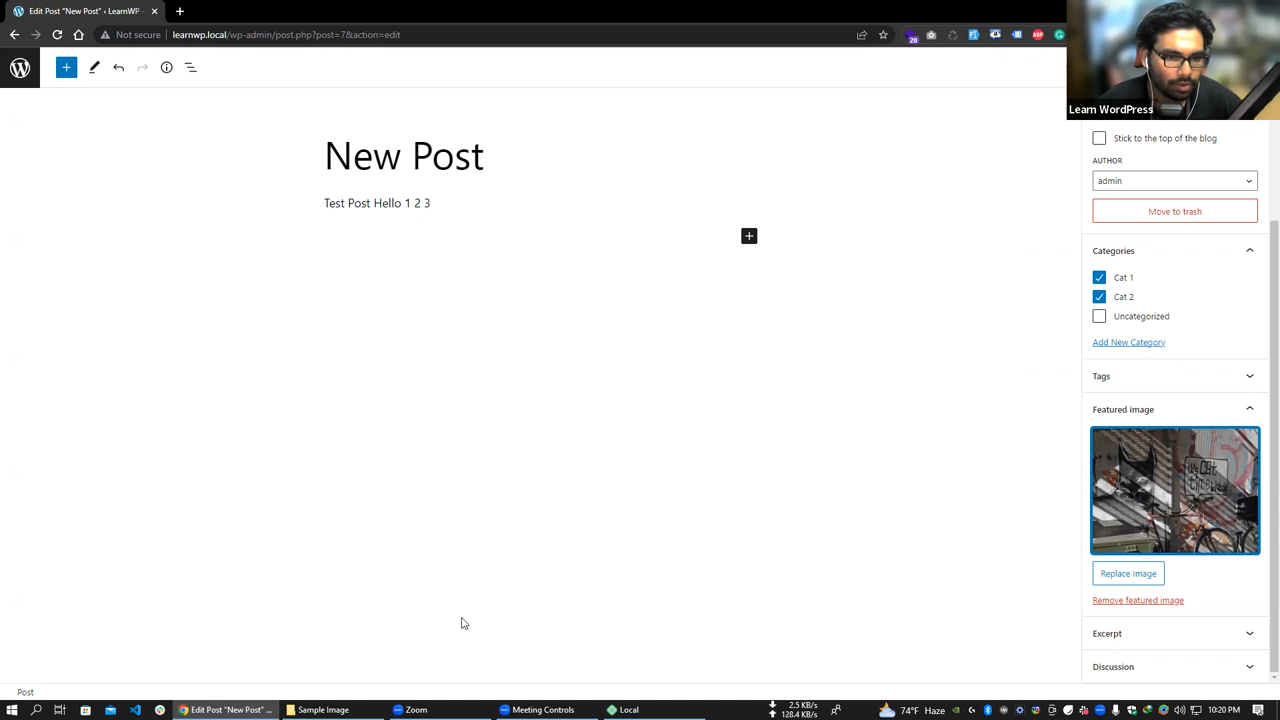 Edit Post “New Post” ‹ LearnWP —
Not secure learnwp.local/wp-admin/post.php?post=7&action=edit
20
ABP
Learn WordPress
New Post
Test Post Hello 1 2 3
Stick to the top of the blog
AUTHOR
admin
Move to trash
Categories
Cat 1
Cat 2
Uncategorized
Add New Category
Tags
Featured image
Replace Image
Remove featured image
Excerpt
Discussion
Post
Edit Post "New Post" ...
Sample Image
Zoom
Meeting Controls
Local
2.5 KB/s
128.4 KB/s
74°F Haze
10:20 PM